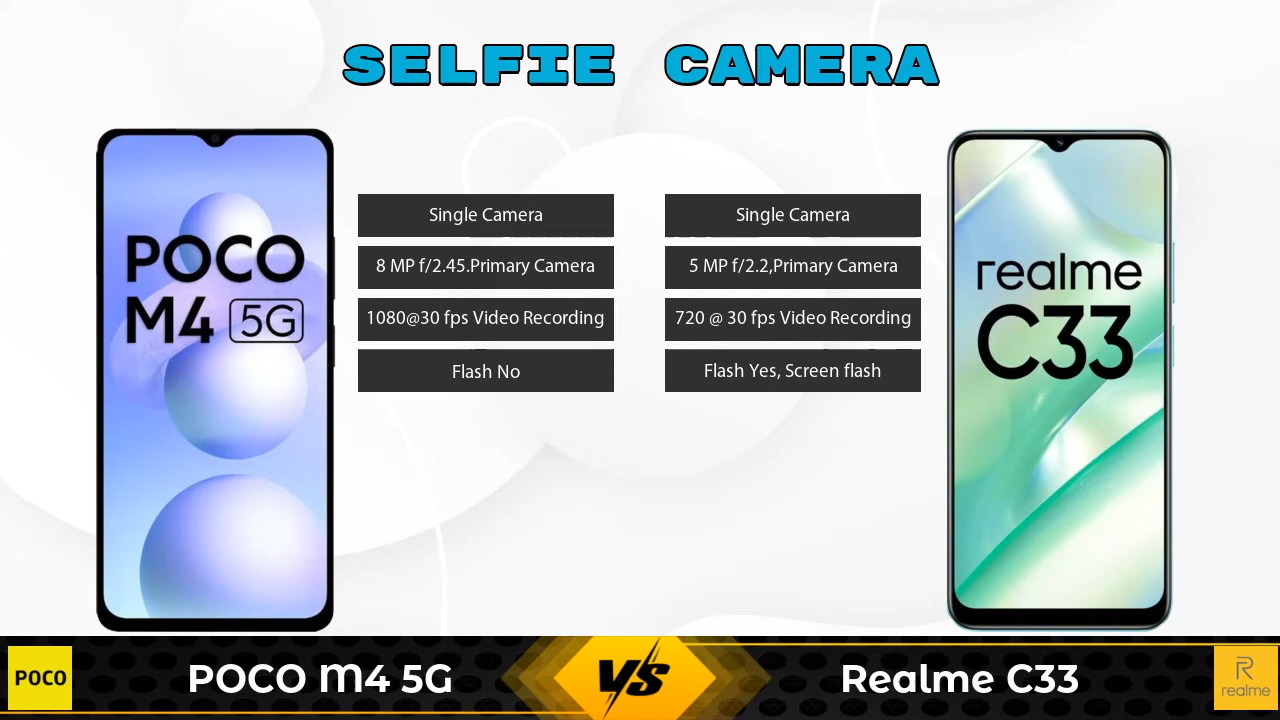 SELFIE CAMERA
POCO
M4 5G
Single Camera
8 MP f/2.45.Primary Camera
1080@30 fps Video Recording
Flash No
Single Camera
5 MP f/2.2,Primary Camera
720 @ 30 fps Video Recording
Flash Yes, Screen flash
realme
C33
POCO
POCO M4 5G
VS
Realme C33
R
realme